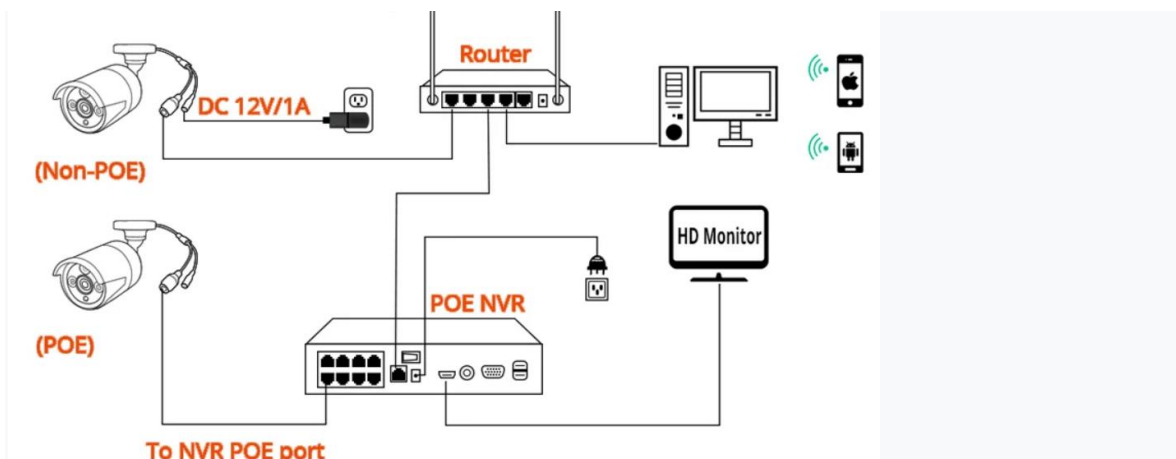 Router
DC 12V/1A
(Non-POE)
HD Monitor
POE NVR
(POE)
To NVR POE port